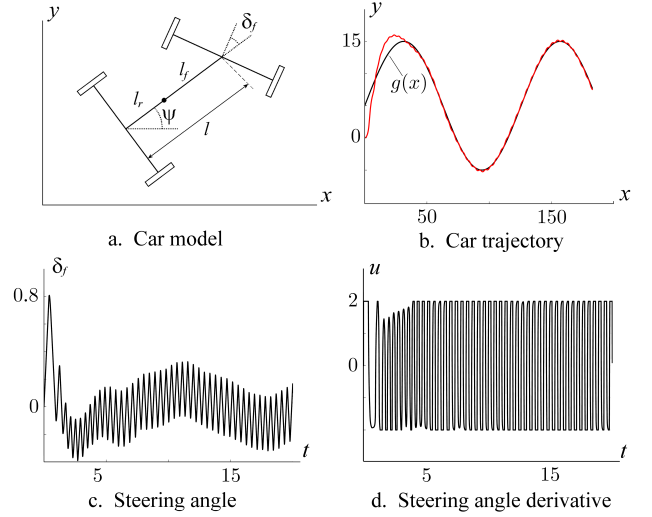 y
δf
lf
lr
ψ
l
x
a. Car model
y
15
g(x)
0
50
150
x
b. Car trajectory
δf
0.8
0
5
15
t
c. Steering angle
u
2
0
5
15
t
d. Steering angle derivative